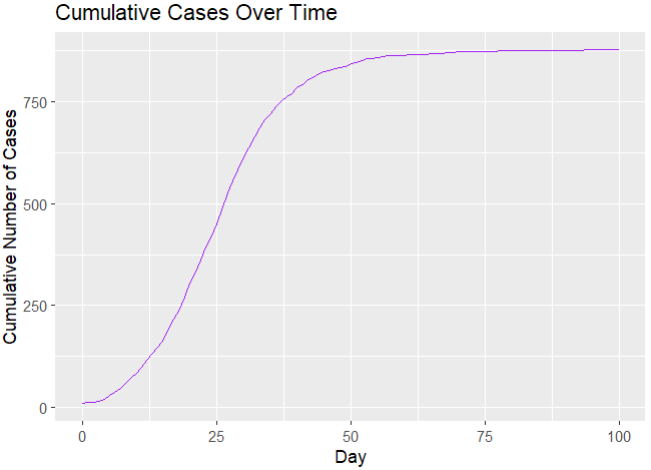 Cumulative Cases Over Time
Cumulative Number of Cases
750
500
250
0
0 25 50 75 100
Day